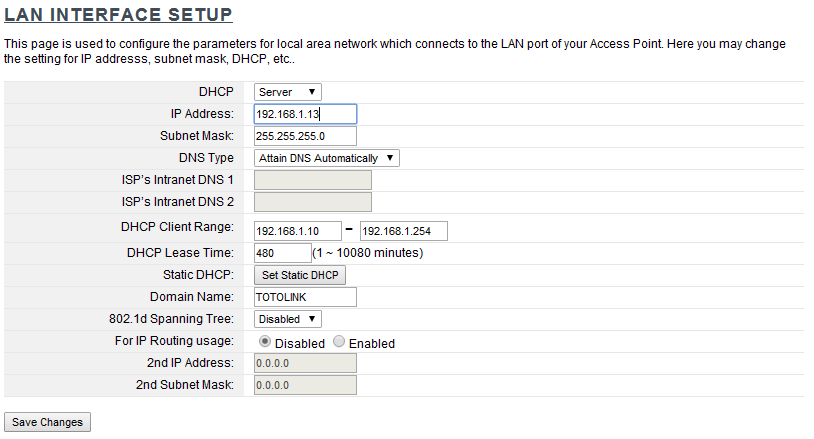 LAN INTERFACE SETUP
This page is used to configure the parameters for local area network which connects to the LAN port of your Access Point. Here you may change
the setting for IP addresss, subnet mask, DHCP, etc..
DHCP Server ▼
IP Address: 192.168.1.13
Subnet Mask: 255.255.255.0
DNS Type Attain DNS Automatically ▼
ISP's Intranet DNS 1
ISP's Intranet DNS 2
DHCP Client Range: 192.168.1.10 – 192.168.1.254
DHCP Lease Time: 480 (1 ~ 10080 minutes)
Static DHCP: Set Static DHCP
Domain Name: TOTOLINK
802.1d Spanning Tree: Disabled ▼
For IP Routing usage: Disabled Enabled
2nd IP Address: 0.0.0.0
2nd Subnet Mask: 0.0.0.0
Save Changes